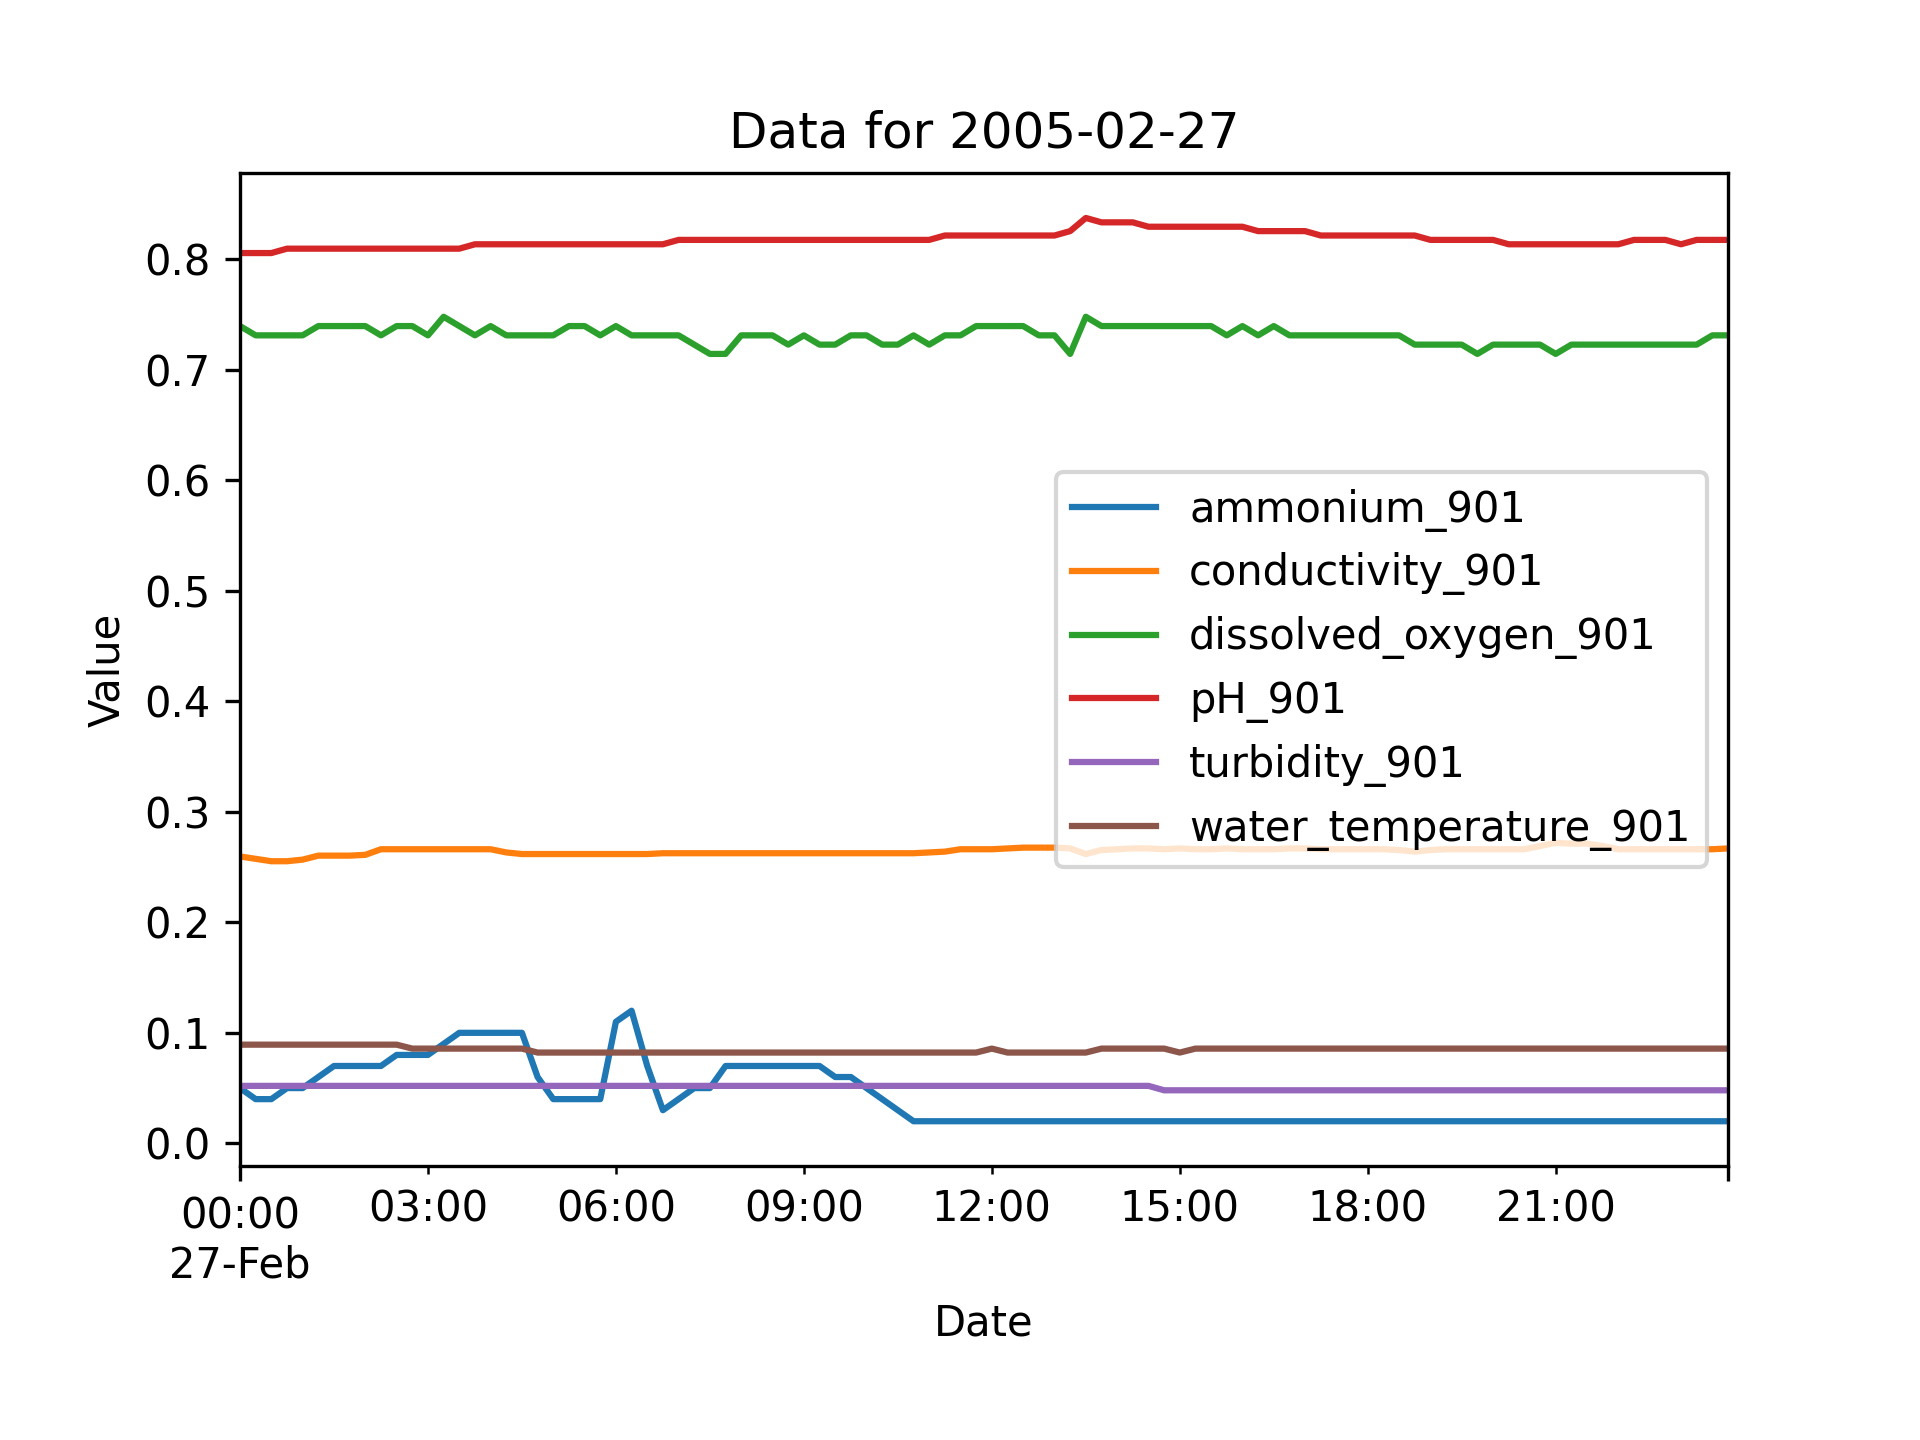 Data for 2005-02-27
Value
0.8
0.7
0.6
0.5
0.4
0.3
0.2
0.1
0.0
ammonium_901
conductivity_901
dissolved_oxygen_901
pH_901
turbidity_901
water_temperature_901
00:00 03:00 06:00 09:00 12:00 15:00 18:00 21:00
27-Feb
Date